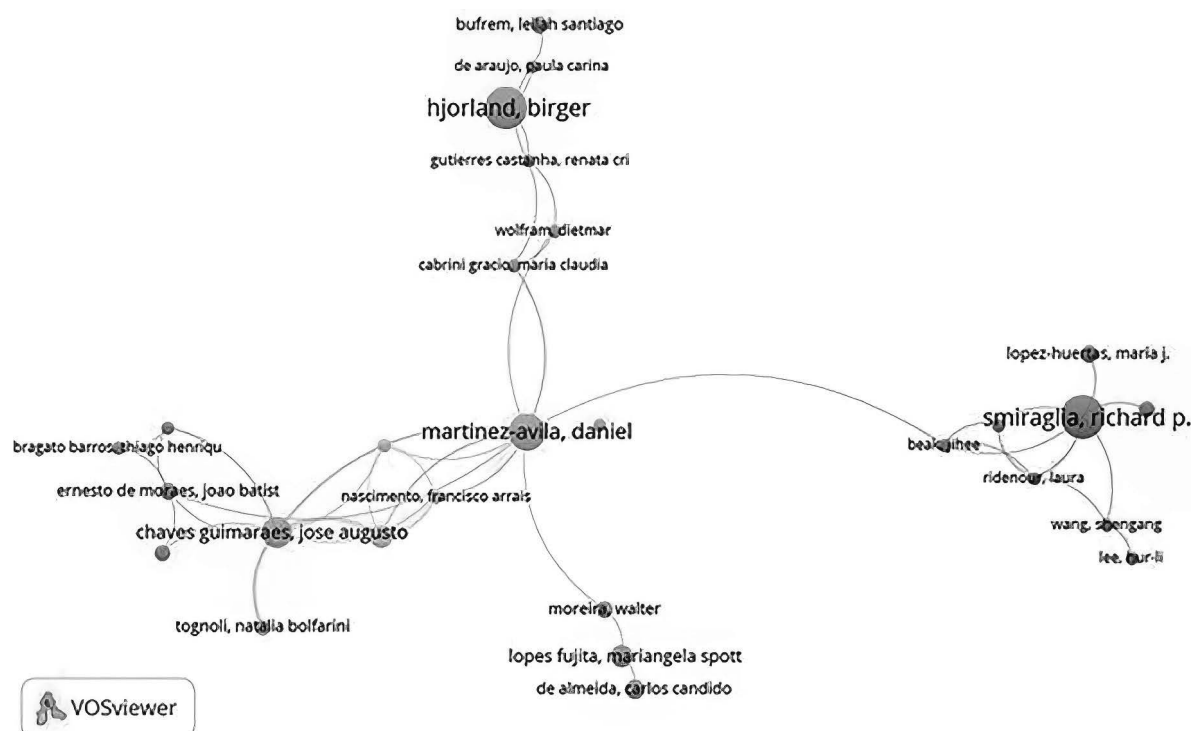 bufrem, leilah santiago
de araujo, paula carina
hjorland, birger
gutierres castanha, renata cri
wolfram, dietmar
cabrini gracio, maria claudia
lopez-huertas, maria j.
smiraglia, richard p.
martinez-avila, daniel
beak, jihee
bragato barros, thiago henriqu
ridenour, laura
ernesto de moraes, joao batist
nascimento, francisco arrais
wang, shengang
chaves guimaraes, jose augusto
lee, hur-li
moreira, walter
tognoli, natalia bolfarini
lopes fujita, mariangela spott
de almeida, carlos candido
VOSviewer